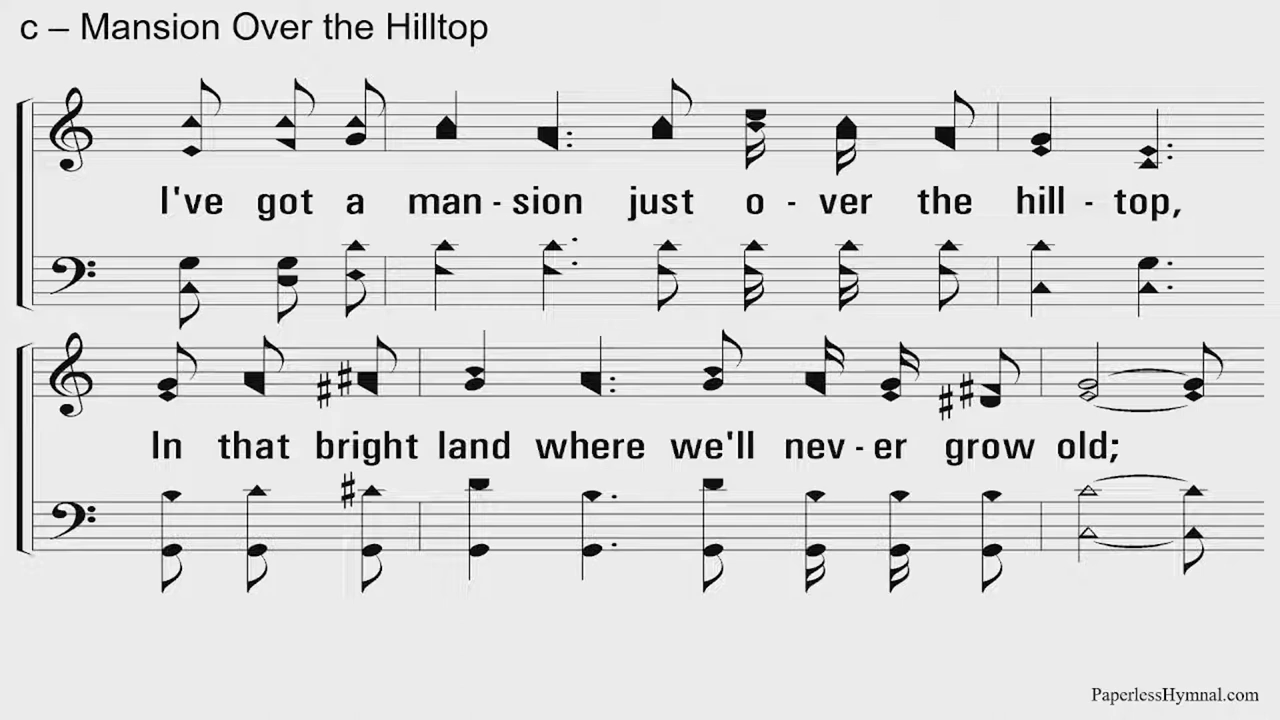 c – Mansion Over the Hilltop
I've got a man - sion just o - ver the hill - top,
In that bright land where we'll nev - er grow old;
PaperlessHymnal.com